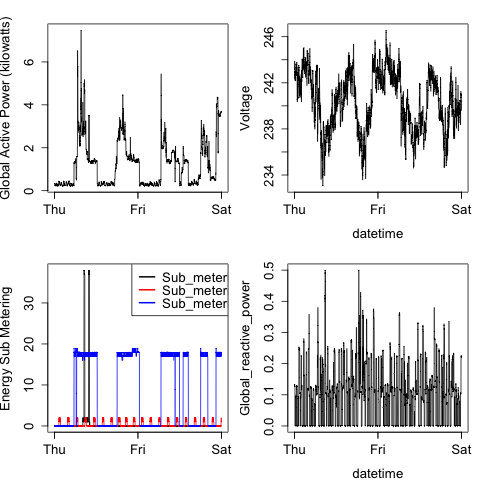 Global Active Power (kilowatts)
0 2 4 6
Thu Fri Sat
Voltage
234 238 242 246
Thu Fri Sat
datetime
Energy Sub Metering
0 10 20 30
Sub_meter
Sub_meter
Sub_meter
Thu Fri Sat
Global_reactive_power
0.0 0.1 0.2 0.3 0.4 0.5
Thu Fri Sat
datetime